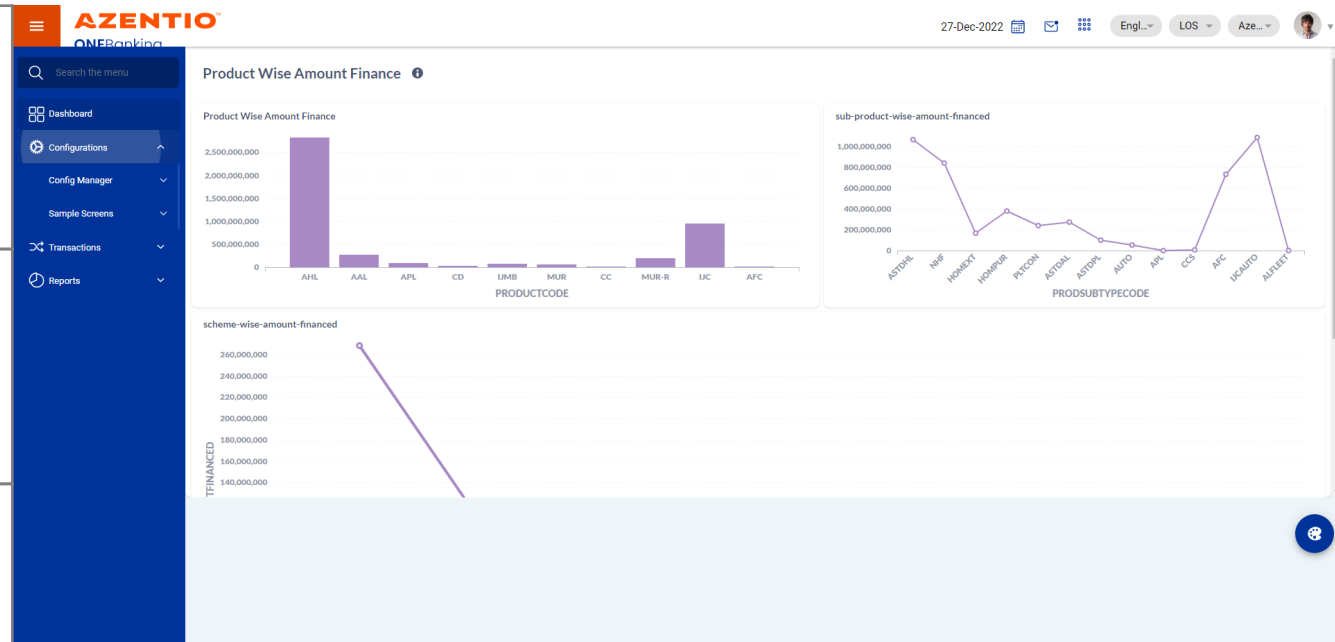 AZENTIO™
ONEBanking
27-Dec-2022
Engl...
LOS
Aze...
Search the menu
Dashboard
Configurations
Config Manager
Sample Screens
Transactions
Reports
Product Wise Amount Finance
Product Wise Amount Finance
2,500,000,000
2,000,000,000
1,500,000,000
1,000,000,000
500,000,000
0
AHL AAL APL CD IJMB MUR CC MUR-R IJC AFC
PRODUCTCODE
sub-product-wise-amount-financed
1,000,000,000
800,000,000
600,000,000
400,000,000
200,000,000
0
ASTDHL NHF HOMEXT HOMPUR PLTCON ASTDAL ASTDPL AUTO APL CCS AFC IJCAUTO ALFLEET
PRODSUBTYPECODE
scheme-wise-amount-financed
260,000,000
240,000,000
220,000,000
200,000,000
180,000,000
160,000,000
140,000,000
TFINANCED